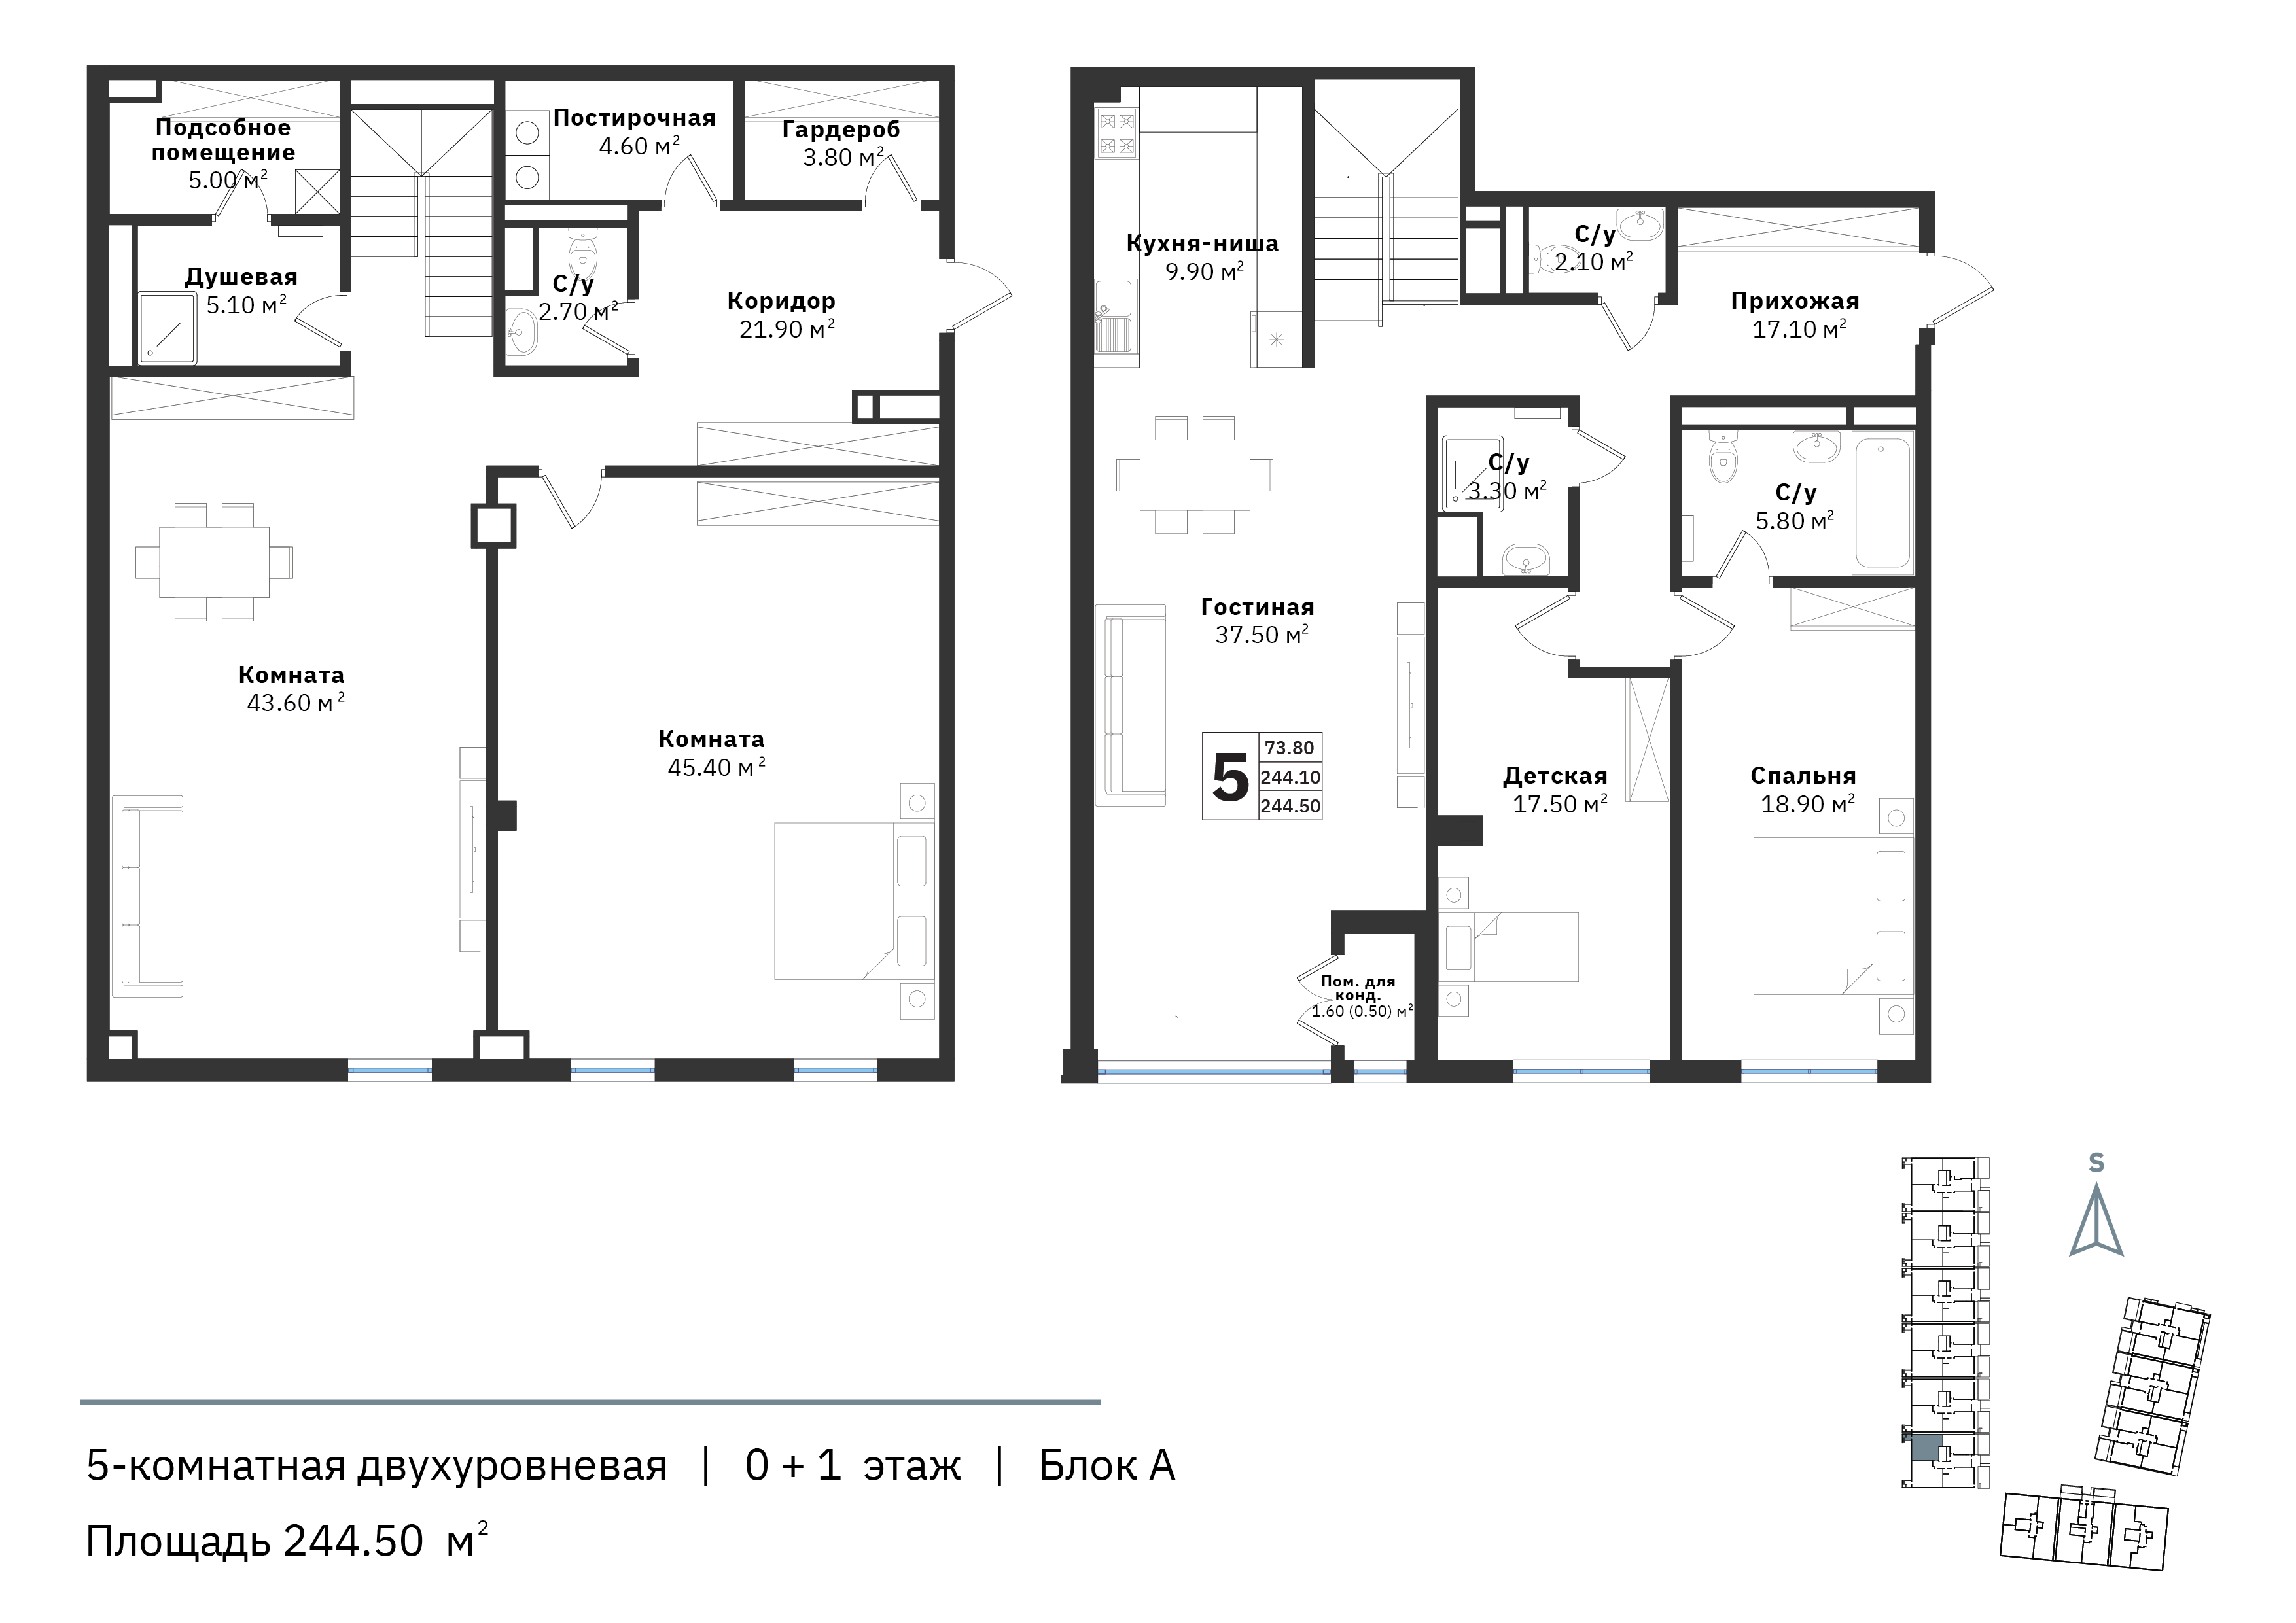 Подсобное
помещение
5.00 м²
Постирочная
4.60 м²
Гардероб
3.80 м²
Душевая
5.10 м²
С/у
2.70 м²
Коридор
21.90 м²
Комната
43.60 м²
Комната
45.40 м²
Кухня-ниша
9.90 м²
С/у
2.10 м²
Прихожая
17.10 м²
С/у
3.30 м²
С/у
5.80 м²
Гостиная
37.50 м²
5
73.80
244.10
244.50
Детская
17.50 м²
Спальня
18.90 м²
Пом. для
конд.
1.60 (0.50) м²
S
5-комнатная двухуровневая | 0 + 1 этаж | Блок А
Площадь 244.50 м²